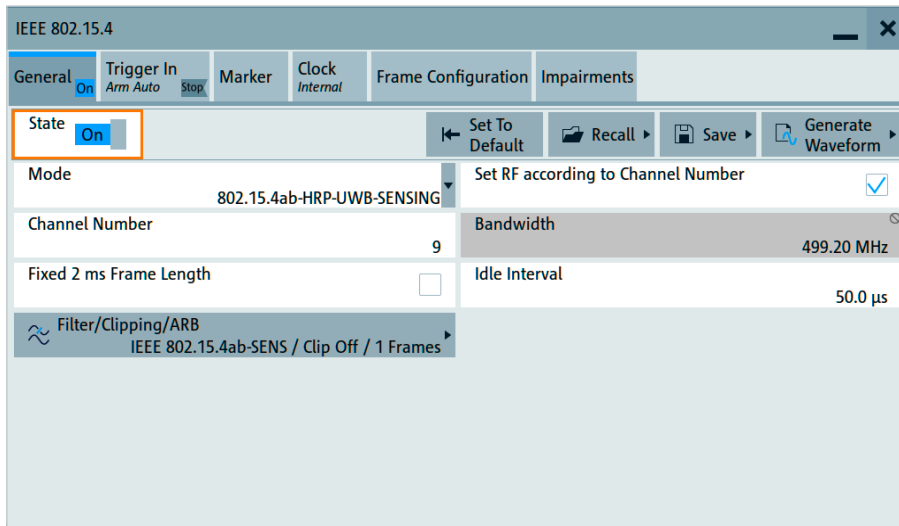 IEEE 802.15.4
General On
Trigger In
Arm Auto Stop
Marker
Clock
Internal
Frame Configuration
Impairments
State On
Set To
Default
Recall
Save
Generate
Waveform
Mode
802.15.4ab-HRP-UWB-SENSING
Set RF according to Channel Number
Channel Number
9
Bandwidth
499.20 MHz
Fixed 2 ms Frame Length
Idle Interval
50.0 µs
Filter/Clipping/ARB
IEEE 802.15.4ab-SENS / Clip Off / 1 Frames